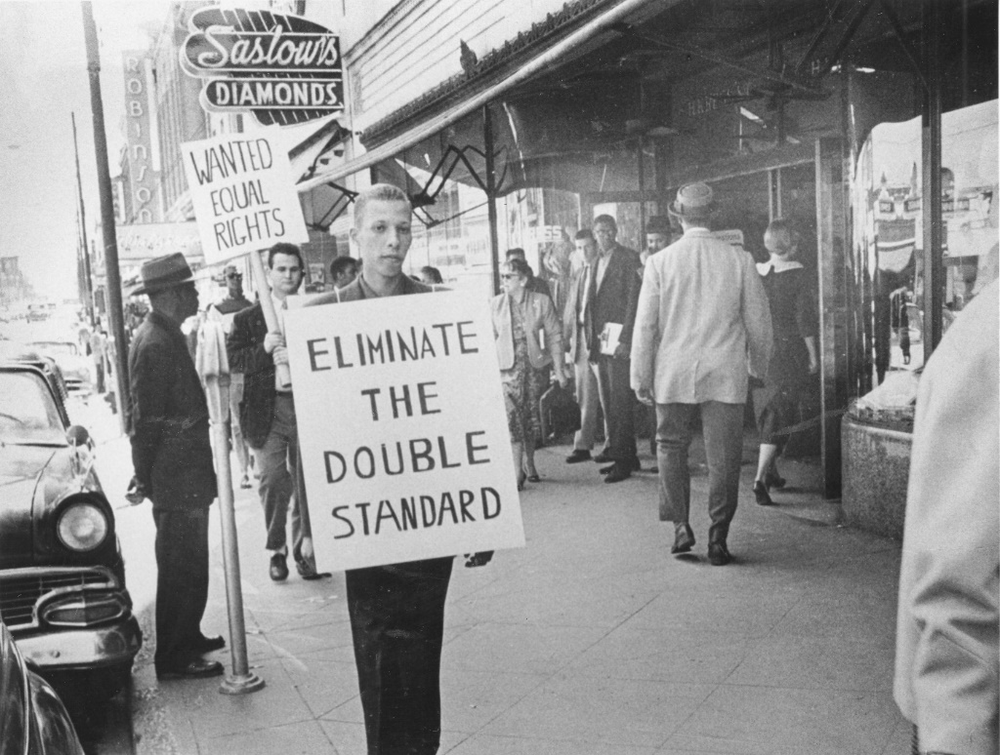 Saslow's
DIAMONDS
ROBINSON
WANTED
EQUAL
RIGHTS
ELIMINATE
THE
DOUBLE
STANDARD